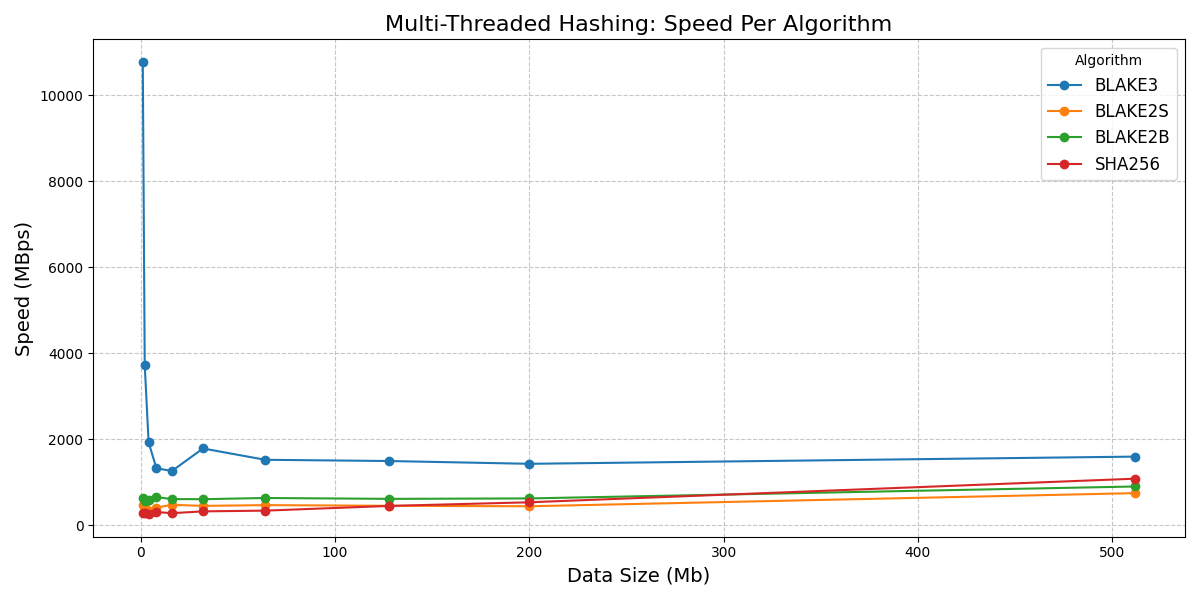 Multi-Threaded Hashing: Speed Per Algorithm
Speed (MBps)
10000
8000
6000
4000
2000
0
Algorithm
BLAKE3
BLAKE2S
BLAKE2B
SHA256
0 100 200 300 400 500
Data Size (Mb)